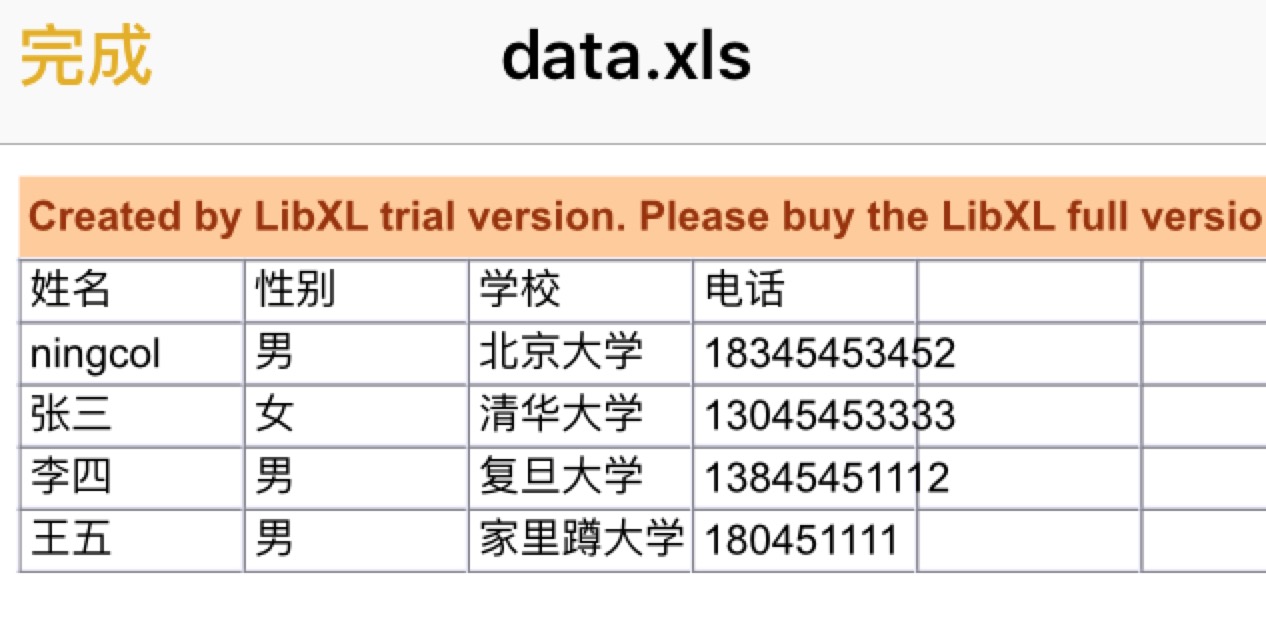 完成 data.xls
Created by LibXL trial version. Please buy the LibXL full versio
姓名 性别 学校 电话
ningcol 男 北京大学 18345453452
张三 女 清华大学 13045453333
李四 男 复旦大学 13845451112
王五 男 家里蹲大学 180451111